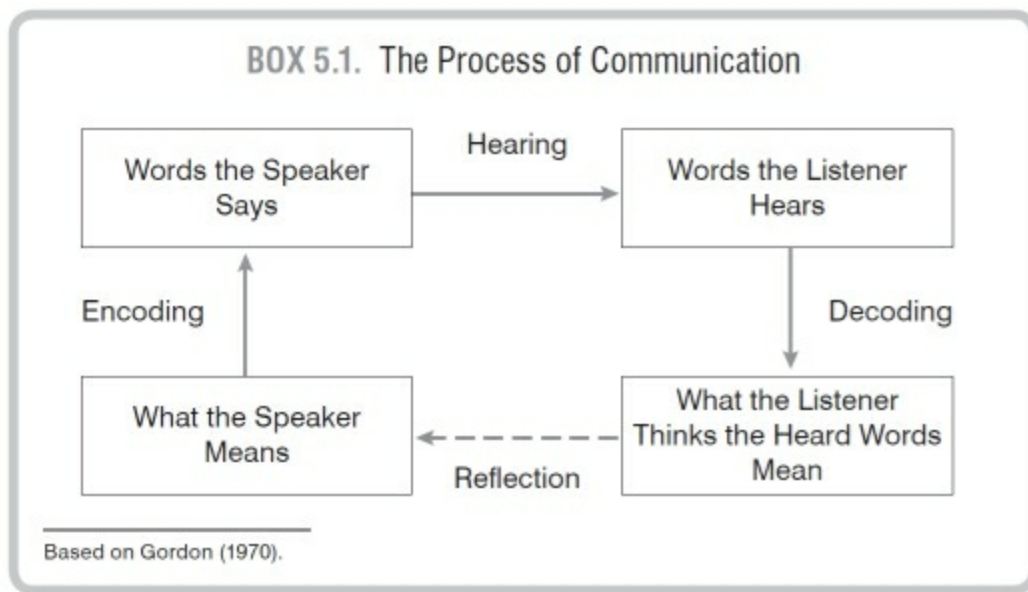 BOX 5.1. The Process of Communication
Words the Speaker
Says
Hearing
Words the Listener
Hears
Encoding
Decoding
What the Speaker
Means
Reflection
What the Listener
Thinks the Heard Words
Mean
Based on Gordon (1970).